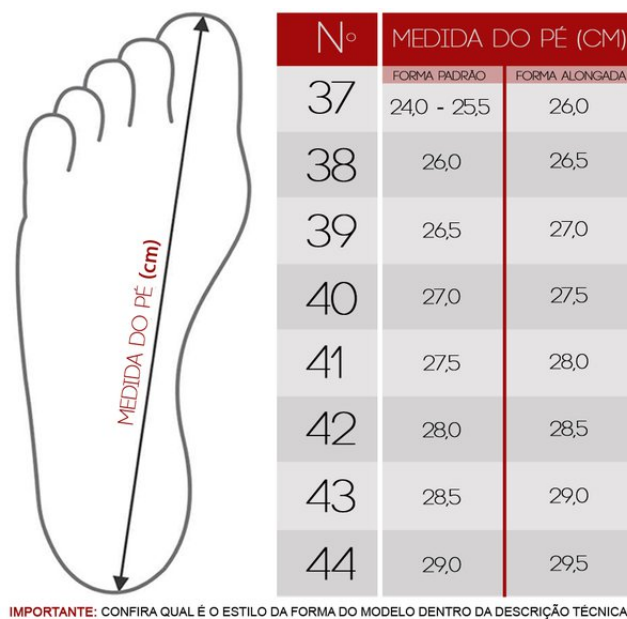 Nº MEDIDA DO PÉ (CM)
FORMA PADRÃO FORMA ALONGADA
37 24,0 - 25,5 26,0
38 26,0 26,5
39 26,5 27,0
40 27,0 27,5
41 27,5 28,0
42 28,0 28,5
43 28,5 29,0
44 29,0 29,5
MEDIDA DO PÉ (cm)
IMPORTANTE: CONFIRA QUAL É O ESTILO DA FORMA DO MODELO DENTRO DA DESCRIÇÃO TÉCNICA